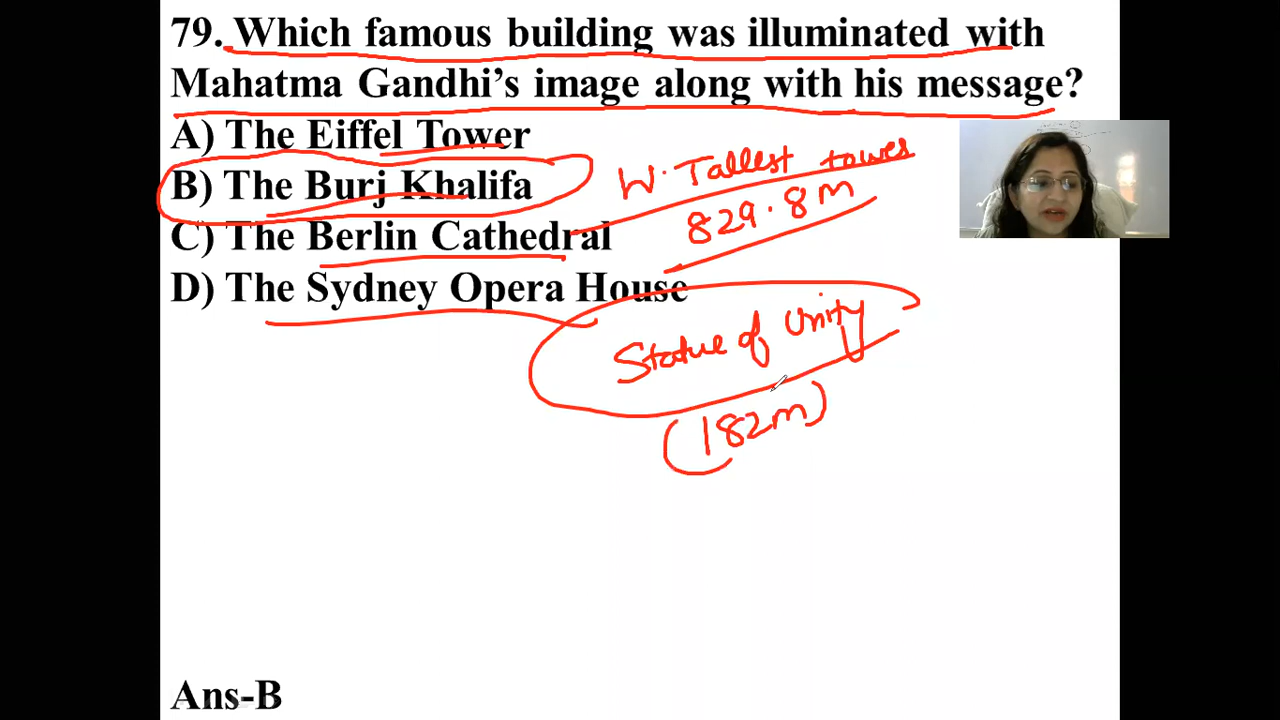 79. Which famous building was illuminated with
Mahatma Gandhi's image along with his message?
A) The Eiffel Tower
B) The Burj Khalifa
C) The Berlin Cathedral
D) The Sydney Opera House
W. Tallest tower
829.8m
Statue of Unity
(182m)
Ans-B